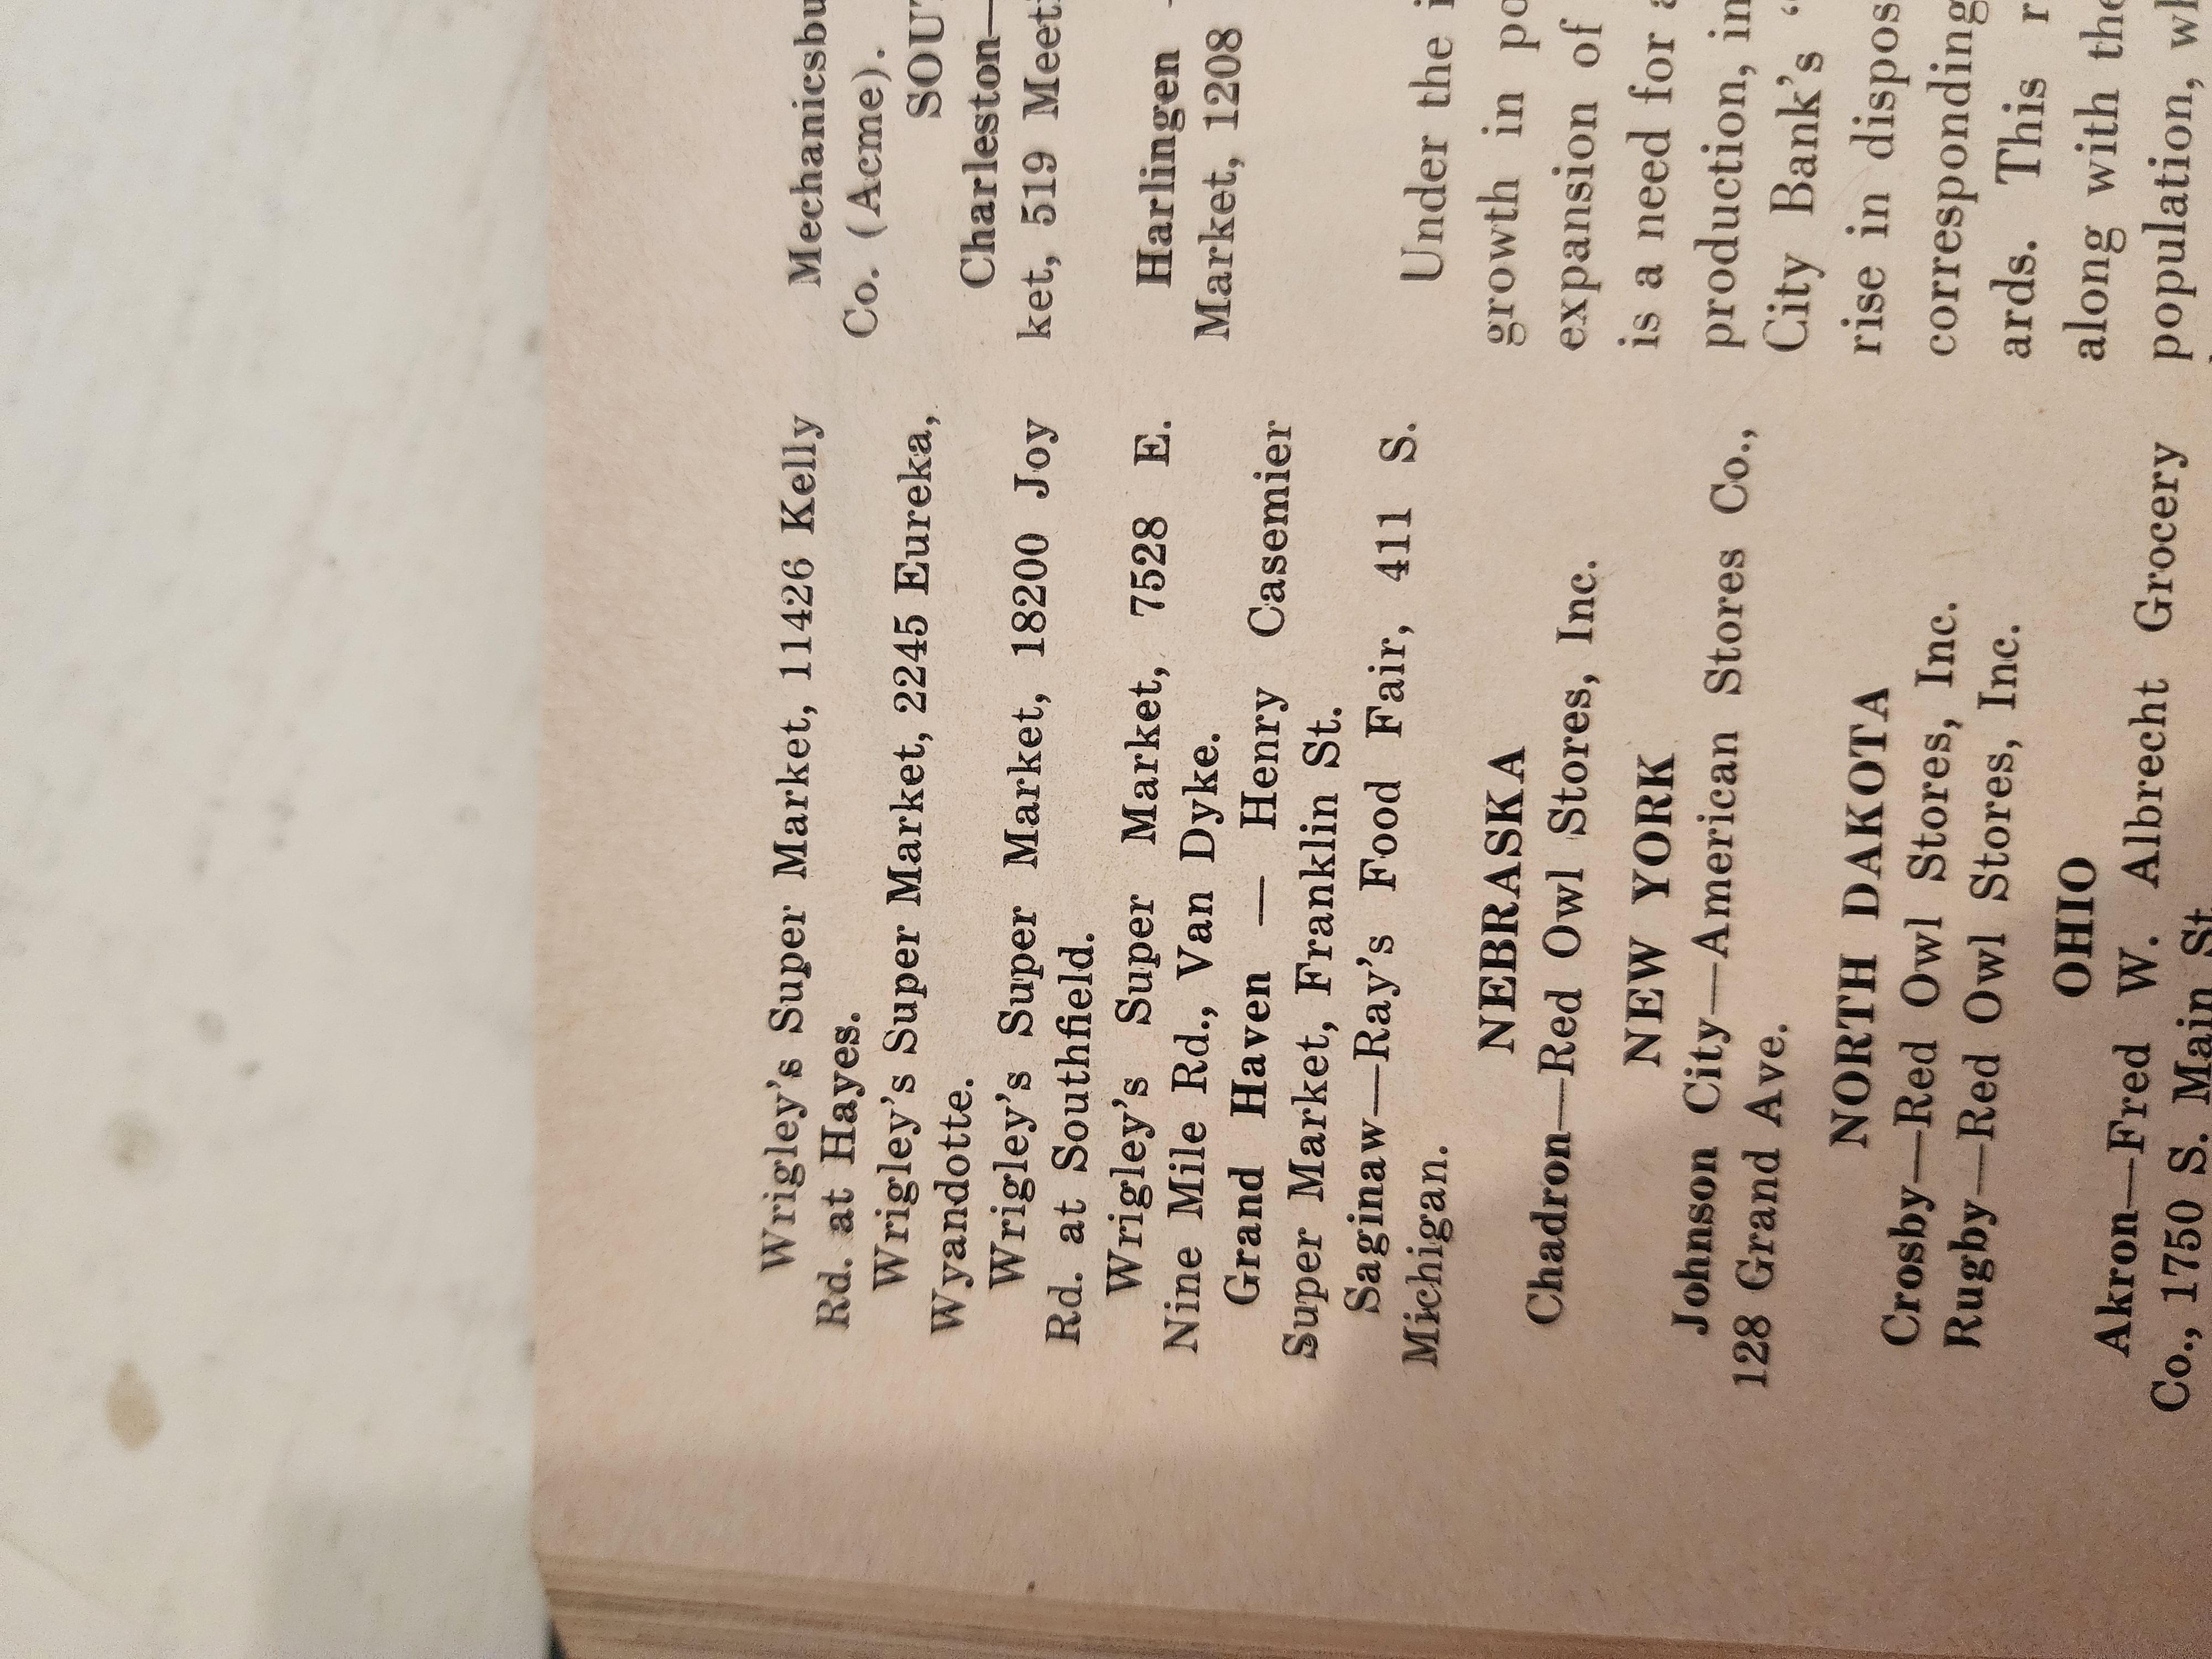 Wrigley's Super Market, 11426 Kelly
Rd. at Hayes.
Wrigley's Super Market, 2245 Eureka,
Wyandotte.
Wrigley's Super Market, 18200 Joy
Rd. at Southfield.
Wrigley's Super Market, 7528 E.
Nine Mile Rd., Van Dyke.
Grand Haven — Henry Casemier
Super Market, Franklin St.
Saginaw—Ray's Food Fair, 411 S.
Michigan.
NEBRASKA
Chadron—Red Owl Stores, Inc.
NEW YORK
Johnson City—American Stores Co.,
128 Grand Ave.
NORTH DAKOTA
Crosby—Red Owl Stores, Inc.
Rugby—Red Owl Stores, Inc.
OHIO
Akron—Fred W. Albrecht Grocery
Co., 1750 S. Main St.
Co. (Acme).
Charleston—
ket, 519
Harlingen
Market, 1208
Under the
growth in
expansion of
is a need for
production, in
City Bank's "
rise in
corresponding
ards. This
along with the
population,